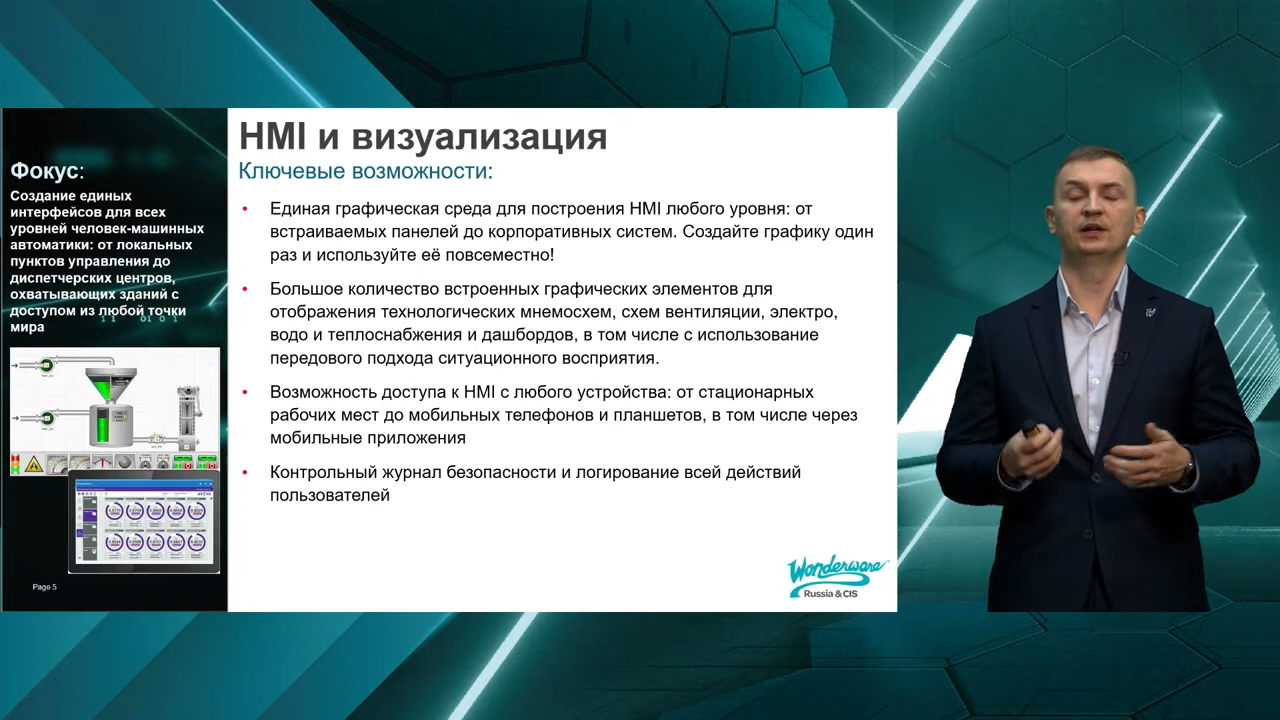 HMI и визуализация
Ключевые возможности:
Фокус:
Создание единых
интерфейсов для всех
уровней человек-машинных
автоматики: от локальных
пунктов управления до
диспетчерских центров,
охватывающих зданий с
доступом из любой точки
мира
• Единая графическая среда для построения HMI любого уровня: от
встраиваемых панелей до корпоративных систем. Создайте графику один
раз и используйте её повсеместно!
• Большое количество встроенных графических элементов для
отображения технологических мнемосхем, схем вентиляции, электро,
водо и теплоснабжения и дашбордов, в том числе с использование
передового подхода ситуационного восприятия.
• Возможность доступа к HMI с любого устройства: от стационарных
рабочих мест до мобильных телефонов и планшетов, в том числе через
мобильные приложения
• Контрольный журнал безопасности и логирование всей действий
пользователей
AVEVA
Page 5
Wonderware
Russia & CIS